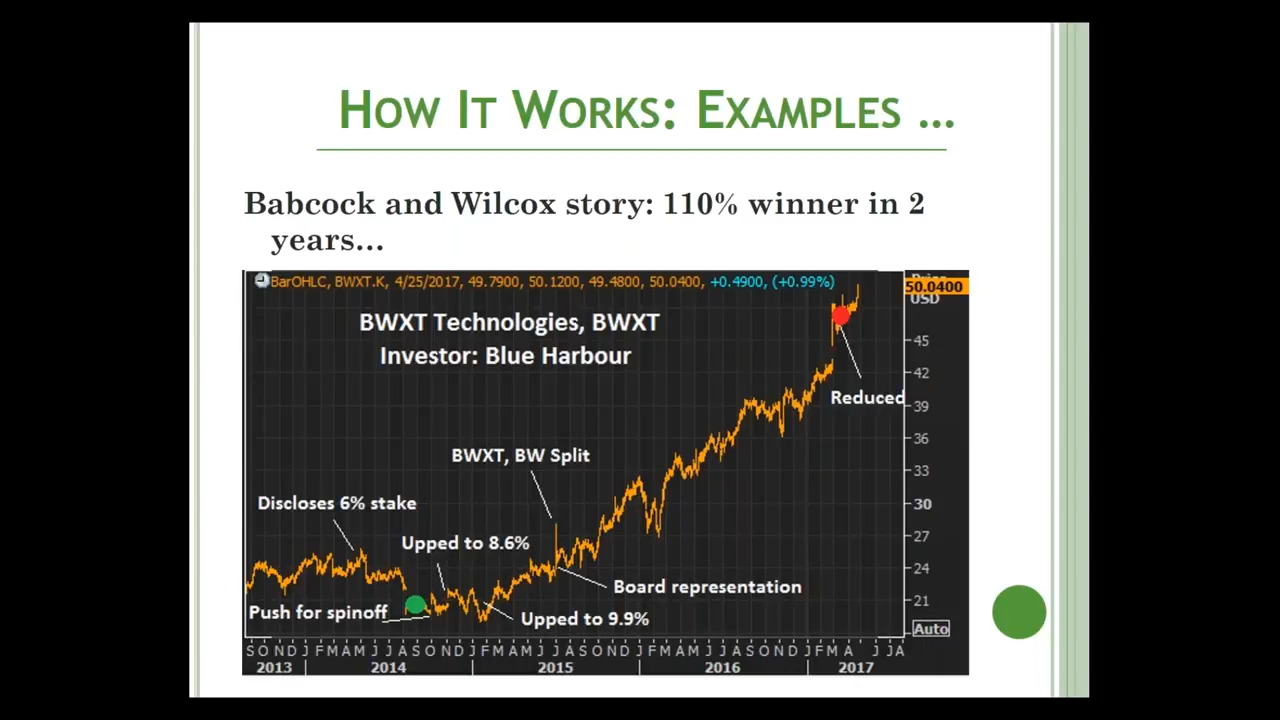 How It Works: Examples ...
Babcock and Wilcox story: 110% winner in 2
years...
BarOHLC, BWXT.K, 4/25/2017, 49.7900, 50.1200, 49.4800, 50.0400, +0.4900, (+0.99%)
Price
50.0400
USD
BWXT Technologies, BWXT
Investor: Blue Harbour
45
42
Reduced
39
36
BWXT, BW Split
33
Discloses 6% stake
30
27
Upped to 8.6%
24
Board representation
21
Push for spinoff
Upped to 9.9%
Auto
S O N D J F M A M J J A S O N D J F M A M J J A S O N D J F M A M J J A S O N D J F M A J J A
2013 2014 2015 2016 2017